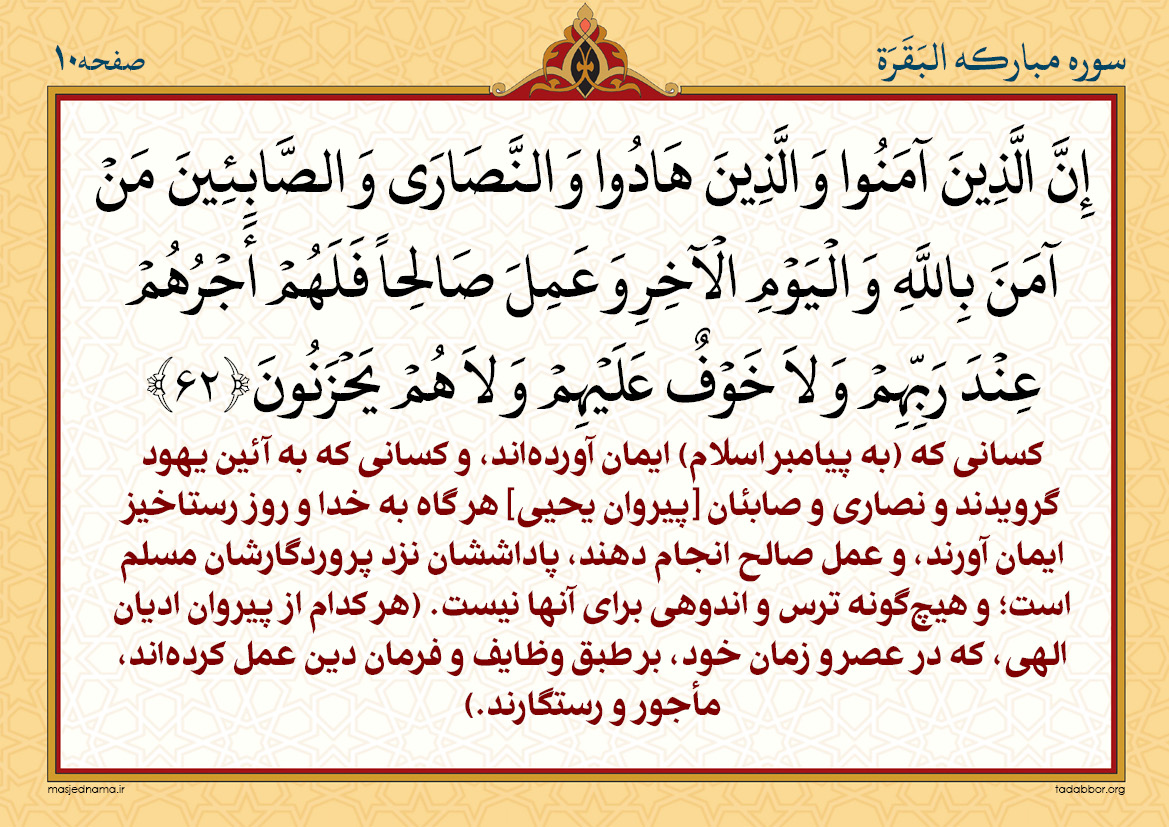 سوره مبارکه البَقَرَة
صفحه۱۰
إِنَّ الَّذِينَ آمَنُوا وَ الَّذِينَ هَادُوا وَ النَّصَارَى وَ الصَّابِئِينَ مَنْ
آمَنَ بِاللَّهِ وَ الْيَوْمِ الْآخِرِ وَ عَمِلَ صَالِحاً فَلَهُمْ أَجْرُهُمْ
عِنْدَ رَبِّهِمْ وَ لاَ خَوْفٌ عَلَيْهِمْ وَ لاَ هُمْ يَحْزَنُونَ ﴿۶۲﴾
کسانی که (به پیامبر اسلام) ایمان آورده‌اند، و کسانی که به آئین یهود
گرویدند و نصاری و صابئان [پیروان یحیی] هر گاه به خدا و روز رستاخیز
ایمان آورند، و عمل صالح انجام دهند، پاداششان نزد پروردگارشان مسلم
است؛ و هیچ‌گونه ترس و اندوهی برای آنها نیست. (هر کدام از پیروان ادیان
الهی، که در عصر و زمان خود، بر طبق وظایف و فرمان دین عمل کرده‌اند،
مأجور و رستگارند.)
masjednama.ir
tadabbor.org